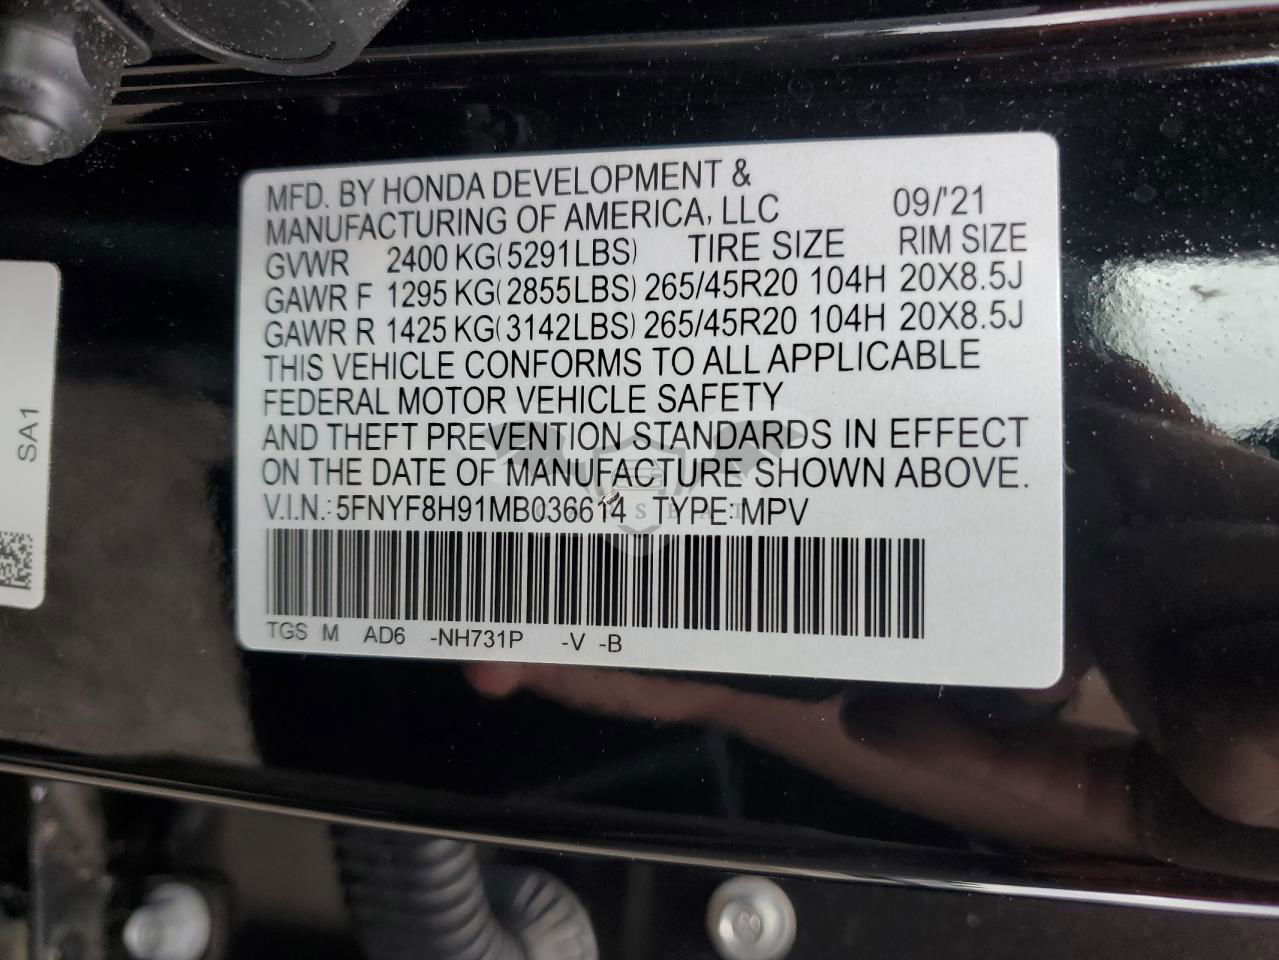 MFD. BY HONDA DEVELOPMENT &
MANUFACTURING OF AMERICA, LLC 09/'21
GVWR 2400 KG(5291LBS) TIRE SIZE RIM SIZE
GAWR F 1295 KG(2855LBS) 265/45R20 104H 20X8.5J
GAWR R 1425 KG(3142LBS) 265/45R20 104H 20X8.5J
THIS VEHICLE CONFORMS TO ALL APPLICABLE
FEDERAL MOTOR VEHICLE SAFETY
AND THEFT PREVENTION STANDARDS IN EFFECT
ON THE DATE OF MANUFACTURE SHOWN ABOVE.
V.I.N.: 5FNYF8H91MB036614 TYPE: MPV
TGS M AD6 -NH731P -V -B
SA1